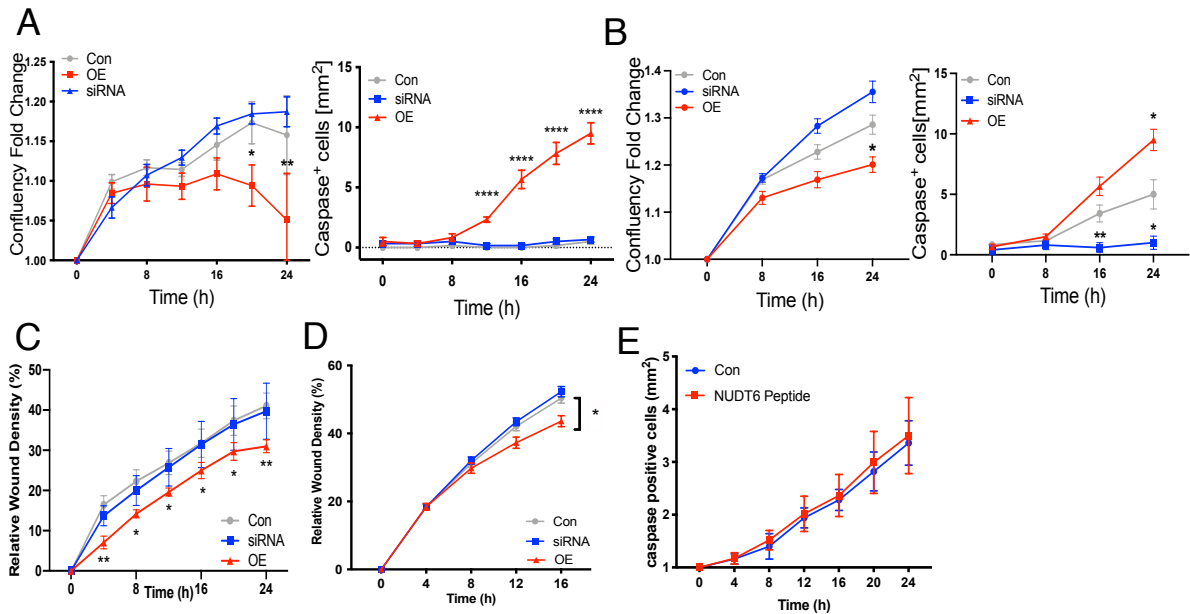 A
Confluency Fold Change
1.25
1.20
1.15
1.10
1.05
1.00
Con
OE
siRNA
*
**
0 8 16 24
Time (h)
Caspase+ cells [mm2]
15
10
5
0
Con
siRNA
OE
****
****
****
****
0 4 8 12 16 20 24
Time (h)
B
Confluency Fold Change
1.4
1.3
1.2
1.1
1.0
Con
siRNA
OE
*
0 8 16 24
Time (h)
Caspase+ cells[mm2]
15
10
5
0
Con
siRNA
OE
*
**
*
0 8 16 24
Time (h)
C
Relative Wound Density (%)
50
40
30
20
10
0
**
*
*
*
*
**
Con
siRNA
OE
0 8 16 24
Time (h)
D
Relative Wound Density (%)
60
40
20
0
*
Con
siRNA
OE
0 4 8 12 16
Time (h)
E
caspase positive cells (mm2)
5
4
3
2
1
Con
NUDT6 Peptide
0 4 8 12 16 20 24
Time (h)